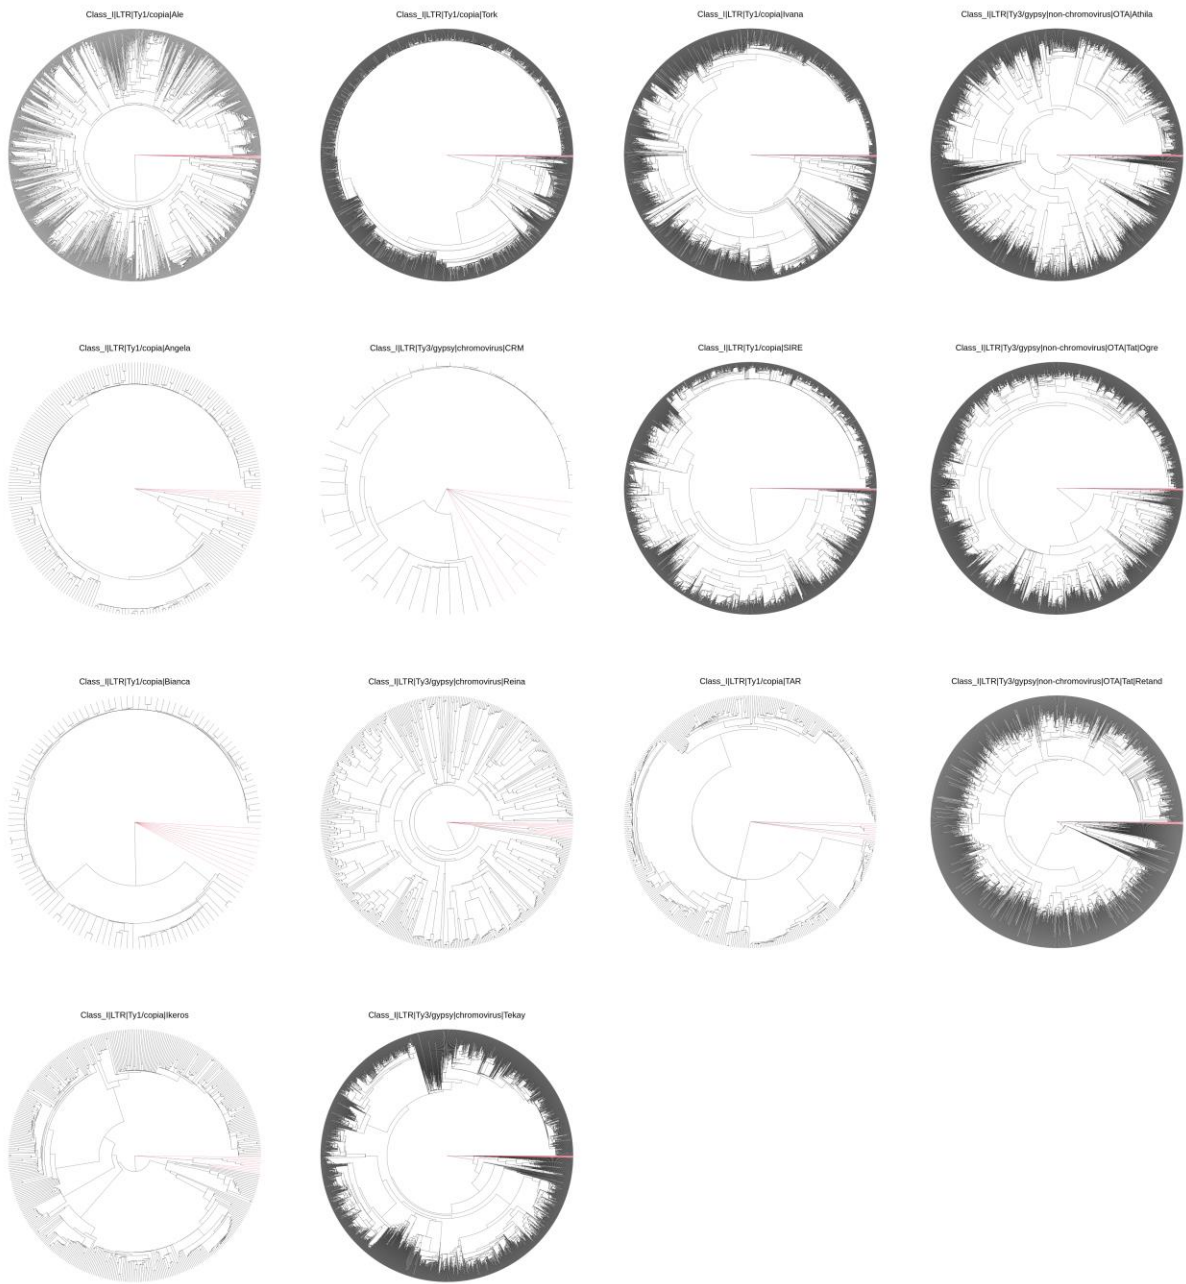 Class_I|LTR|Ty1/copia|Ale
Class_I|LTR|Ty1/copia|Tork
Class_I|LTR|Ty1/copia|Ivana
Class_I|LTR|Ty3/gypsy|non-chromovirus|OTA|Athila
Class_I|LTR|Ty1/copia|Angela
Class_I|LTR|Ty3/gypsy|chromovirus|CRM
Class_I|LTR|Ty1/copia|SIRE
Class_I|LTR|Ty3/gypsy|non-chromovirus|OTA|Tat|Ogre
Class_I|LTR|Ty1/copia|Bianca
Class_I|LTR|Ty3/gypsy|chromovirus|Reina
Class_I|LTR|Ty1/copia|TAR
Class_I|LTR|Ty3/gypsy|non-chromovirus|OTA|Tat|Retand
Class_I|LTR|Ty1/copia|Ikeros
Class_I|LTR|Ty3/gypsy|chromovirus|Tekay